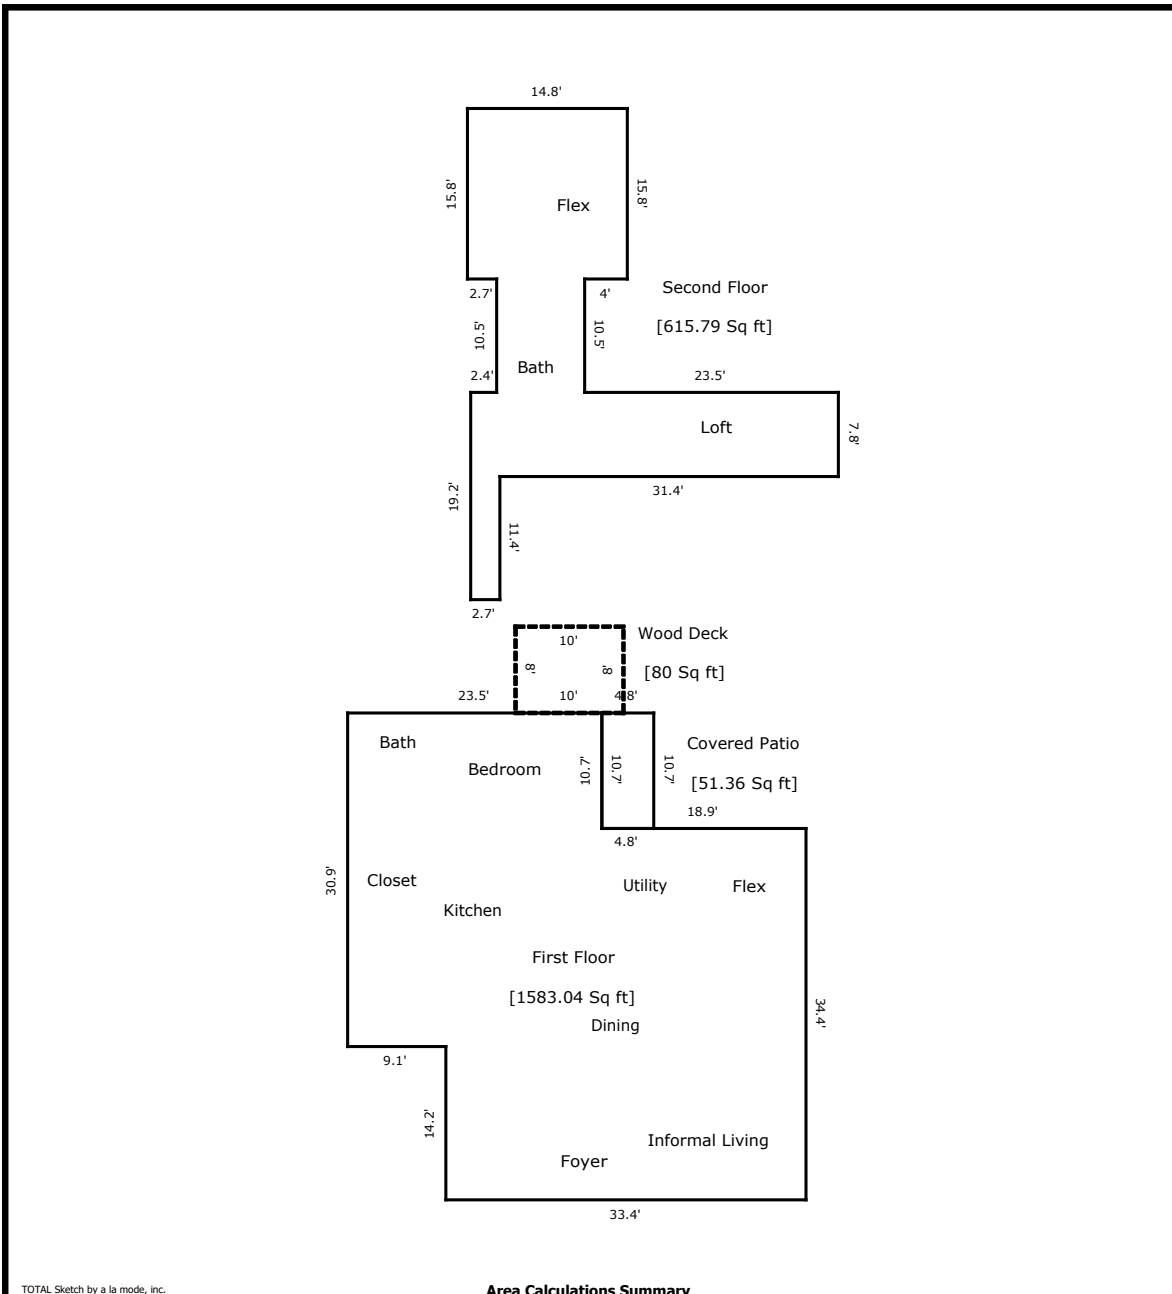 14.8'
15.8'
15.8'
Flex
2.7'
4'
Second Floor
[615.79 Sq ft]
10.5'
10.5'
Bath
2.4'
23.5'
Loft
7.8'
19.2'
31.4'
11.4'
2.7'
10'
Wood Deck
8'
8'
[80 Sq ft]
23.5'
10'
4.8'
Bath
Bedroom
Covered Patio
10.7'
10.7'
10.7'
[51.36 Sq ft]
18.9'
4.8'
30.9'
Closet
Utility
Flex
Kitchen
First Floor
[1583.04 Sq ft]
34.4'
Dining
9.1'
14.2'
Informal Living
Foyer
33.4'
TOTAL Sketch by a la mode, inc.
Area Calculations Summary